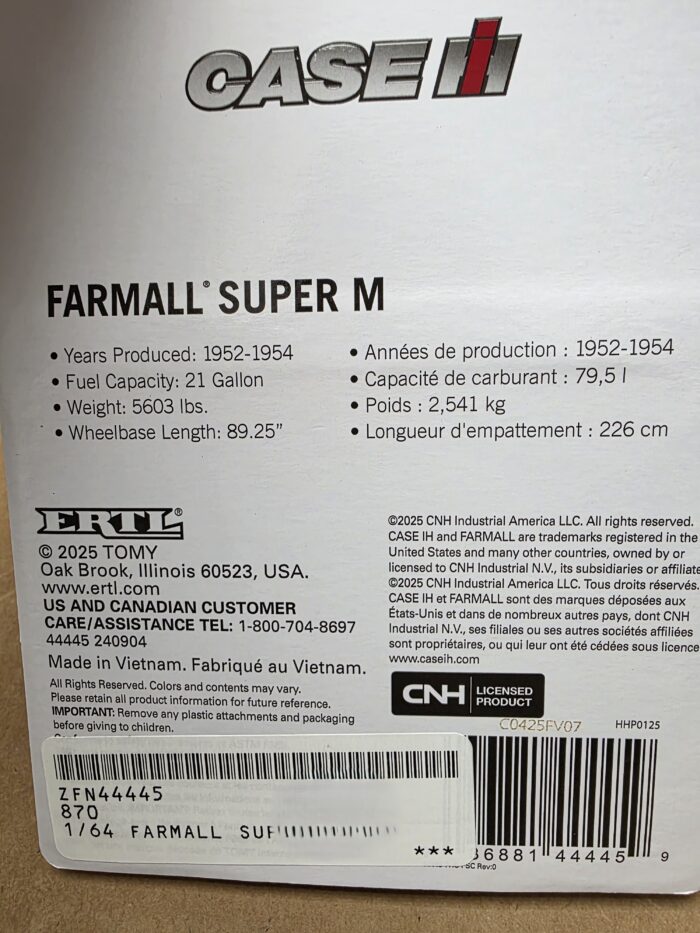 CASE IH
FARMALL® SUPER M
• Years Produced: 1952-1954
• Fuel Capacity: 21 Gallon
• Weight: 5603 lbs.
• Wheelbase Length: 89.25”
• Années de production : 1952-1954
• Capacité de carburant : 79,5 l
• Poids : 2,541 kg
• Longueur d'empattement : 226 cm
ERTL®
© 2025 TOMY
Oak Brook, Illinois 60523, USA.
www.ertl.com
US AND CANADIAN CUSTOMER
CARE/ASSISTANCE TEL: 1-800-704-8697
44445 240904
Made in Vietnam. Fabriqué au Vietnam.
All Rights Reserved. Colors and contents may vary.
Please retain all product information for future reference.
IMPORTANT: Remove any plastic attachments and packaging
before giving to children.
©2025 CNH Industrial America LLC. All rights reserved.
CASE IH and FARMALL are trademarks registered in the
United States and many other countries, owned by or
licensed to CNH Industrial N.V., its subsidiaries or affiliate
©2025 CNH Industrial America LLC. Tous droits réservés.
CASE IH et FARMALL sont des marques déposées aux
États-Unis et dans de nombreux autres pays, dont CNH
Industrial N.V., ses filiales ou ses autres sociétés affiliées
sont propriétaires, ou qui leur ont été cédées sous licence
www.caseih.com
CNH LICENSED
PRODUCT
C0425FV07 HHP0125
ZFN44445
870
1/64 FARMALL SUP
***
36881 44445 9
Rev:0